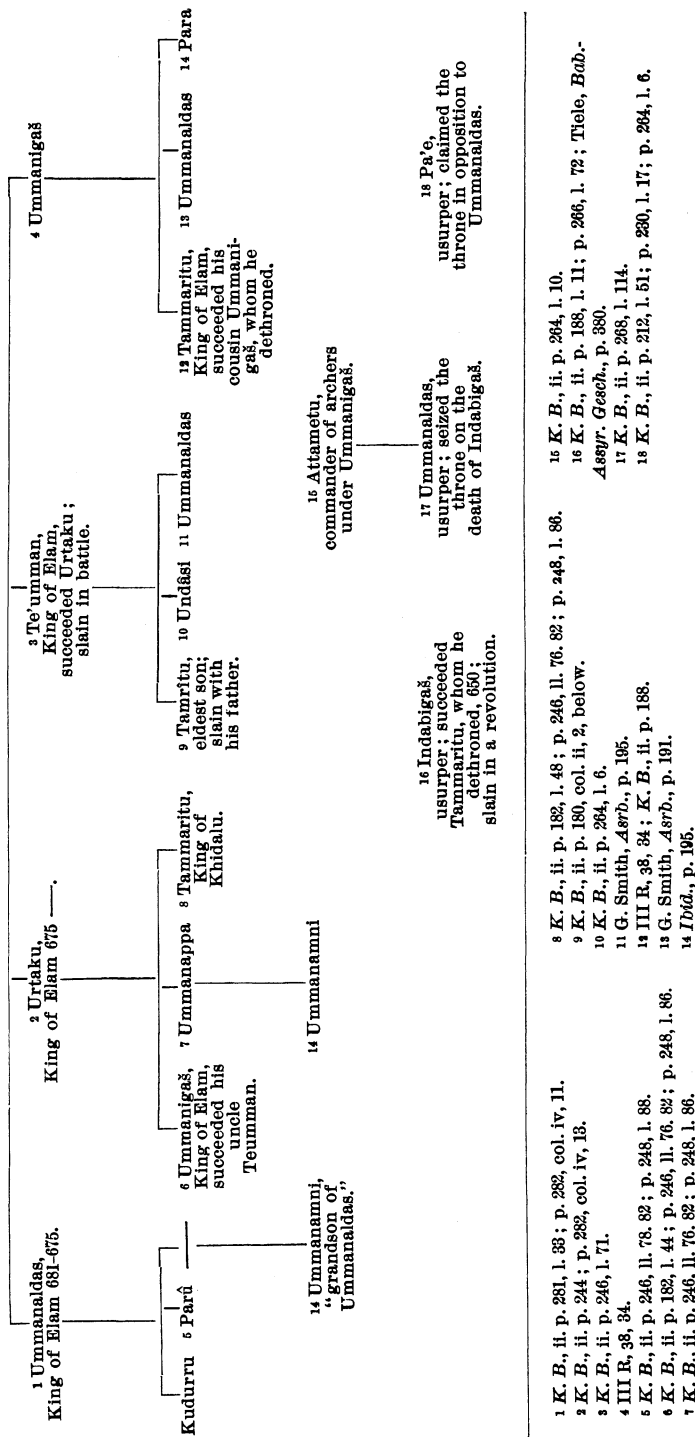 1 Ummanaldas,
King of Elam 681–675.
2 Urtaku,
King of Elam 675 —.
3 Te'umman,
King of Elam,
succeeded Urtaku;
slain in battle.
4 Ummanigaš
Kudurru
5 Parû
6 Ummanigaš,
King of Elam,
succeeded his
uncle
Teumman.
7 Ummanappa
8 Tammaritu,
King of
Khidalu.
9 Tamrîtu,
eldest son;
slain with
his father.
10 Undâsi
11 Ummanaldas
12 Tammaritu,
King of Elam,
succeeded his
cousin Ummani-
gaš, whom he
dethroned.
13 Ummanaldas
14 Para
14 Ummanamni,
"grandson of
Ummanaldas."
14 Ummanamni
15 Attametu,
commander of archers
under Ummanigaš.
16 Indabigaš,
usurper; succeeded
Tammaritu, whom he
dethroned, 650;
slain in a revolution.
17 Ummanaldas,
usurper; seized the
throne on the
death of Indabigaš.
18 Pa'e,
usurper; claimed the
throne in opposition to
Ummanaldas.
1 K. B., ii. p. 281, l. 33; p. 282, col. iv, 11.
2 K. B., ii. p. 244; p. 282, col. iv, 13.
3 K. B., ii. p. 246, l. 71.
4 III R, 38, 34.
5 K. B., ii. p. 246, ll. 78. 82; p. 248, l. 88.
6 K. B., ii. p. 182, l. 44; p. 246, ll. 76. 82; p. 248, l. 86.
7 K. B., ii. p. 246, ll. 76. 82; p. 248, l. 86.
8 K. B., ii. p. 182, l. 48; p. 246, ll. 76. 82; p. 248, l. 86.
9 K. B., ii. p. 180, col. ii, 2, below.
10 K. B., ii. p. 264, l. 6.
11 G. Smith, Asrb., p. 195.
12 III R, 38, 34; K. B., ii. p. 188.
13 G. Smith, Asrb., p. 191.
14 Ibid., p. 195.
15 K. B., ii. p. 264, l. 10.
16 K. B., ii. p. 188, l. 11; p. 266, l. 72; Tiele, Bab.-
Assyr. Gesch., p. 380.
17 K. B., ii. p. 268, l. 114.
18 K. B., ii. p. 212, l. 51; p. 230, l. 17; p. 264, l. 6.